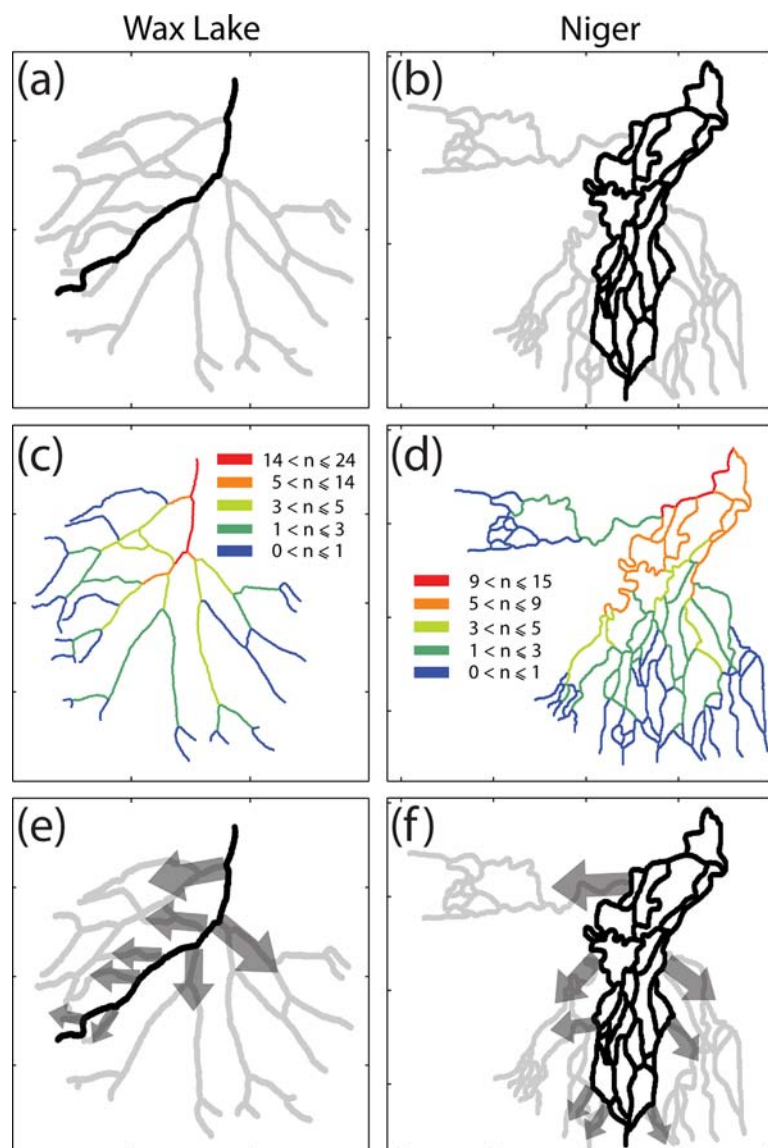 Wax Lake
Niger
(a)
(b)
(c)
14 < n ⩽ 24
5 < n ⩽ 14
3 < n ⩽ 5
1 < n ⩽ 3
0 < n ⩽ 1
(d)
9 < n ⩽ 15
5 < n ⩽ 9
3 < n ⩽ 5
1 < n ⩽ 3
0 < n ⩽ 1
(e)
(f)